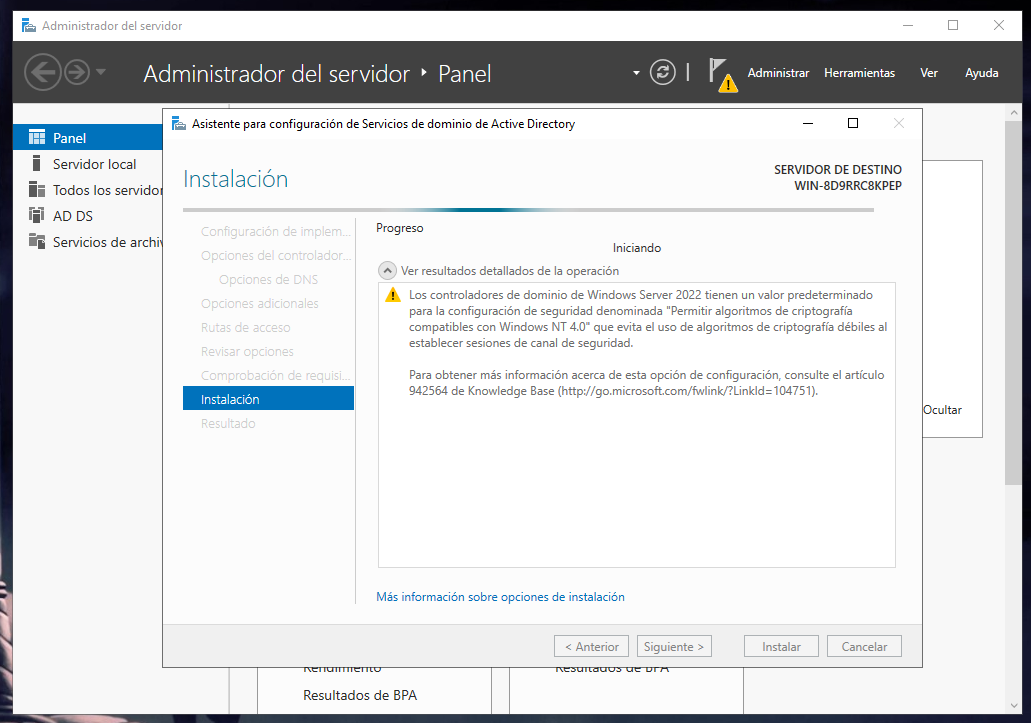 Administrador del servidor
Administrador del servidor ‣ Panel
Administrar Herramientas Ver Ayuda
Panel
Servidor local
Todos los servidor
AD DS
Servicios de archiv
Asistente para configuración de Servicios de dominio de Active Directory
Instalación
SERVIDOR DE DESTINO
WIN-8D9RRC8KPEP
Configuración de implem...
Opciones del controlador...
Opciones de DNS
Opciones adicionales
Rutas de acceso
Revisar opciones
Comprobación de requisi...
Instalación
Resultado
Progreso
Iniciando
Ver resultados detallados de la operación
Los controladores de dominio de Windows Server 2022 tienen un valor predeterminado
para la configuración de seguridad denominada "Permitir algoritmos de criptografía
compatibles con Windows NT 4.0" que evita el uso de algoritmos de criptografía débiles al
establecer sesiones de canal de seguridad.
Para obtener más información acerca de esta opción de configuración, consulte el artículo
942564 de Knowledge Base (http://go.microsoft.com/fwlink/?LinkId=104751).
Más información sobre opciones de instalación
< Anterior Siguiente > Instalar Cancelar
Ocultar
Rendimiento
Resultados de BPA
Resultados de BPA